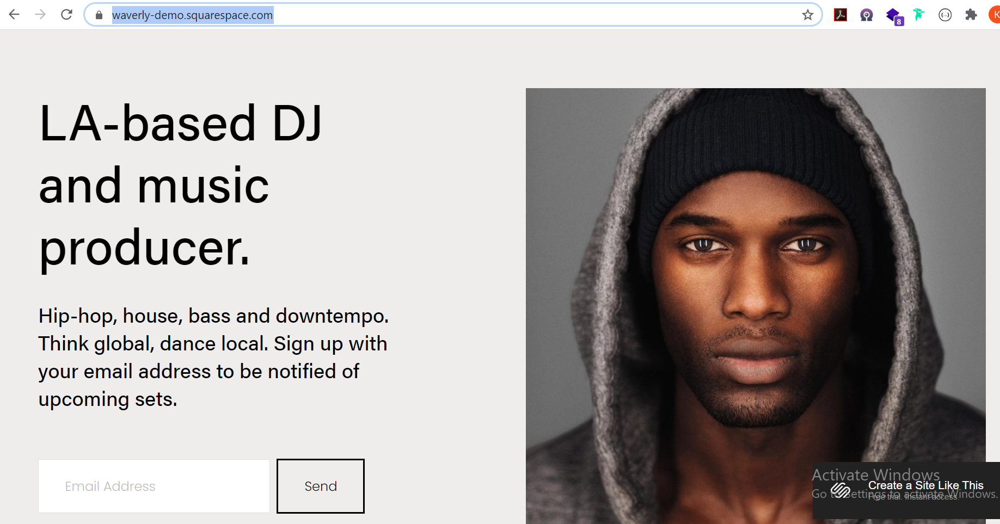 waverly-demo.squarespace.com
8
K
LA-based DJ
and music
producer.
Hip-hop, house, bass and downtempo.
Think global, dance local. Sign up with
your email address to be notified of
upcoming sets.
Email Address
Send
Activate Windows
Create a Site Like This
Go to Settings to activate Windows.
Free trial. Instant access.